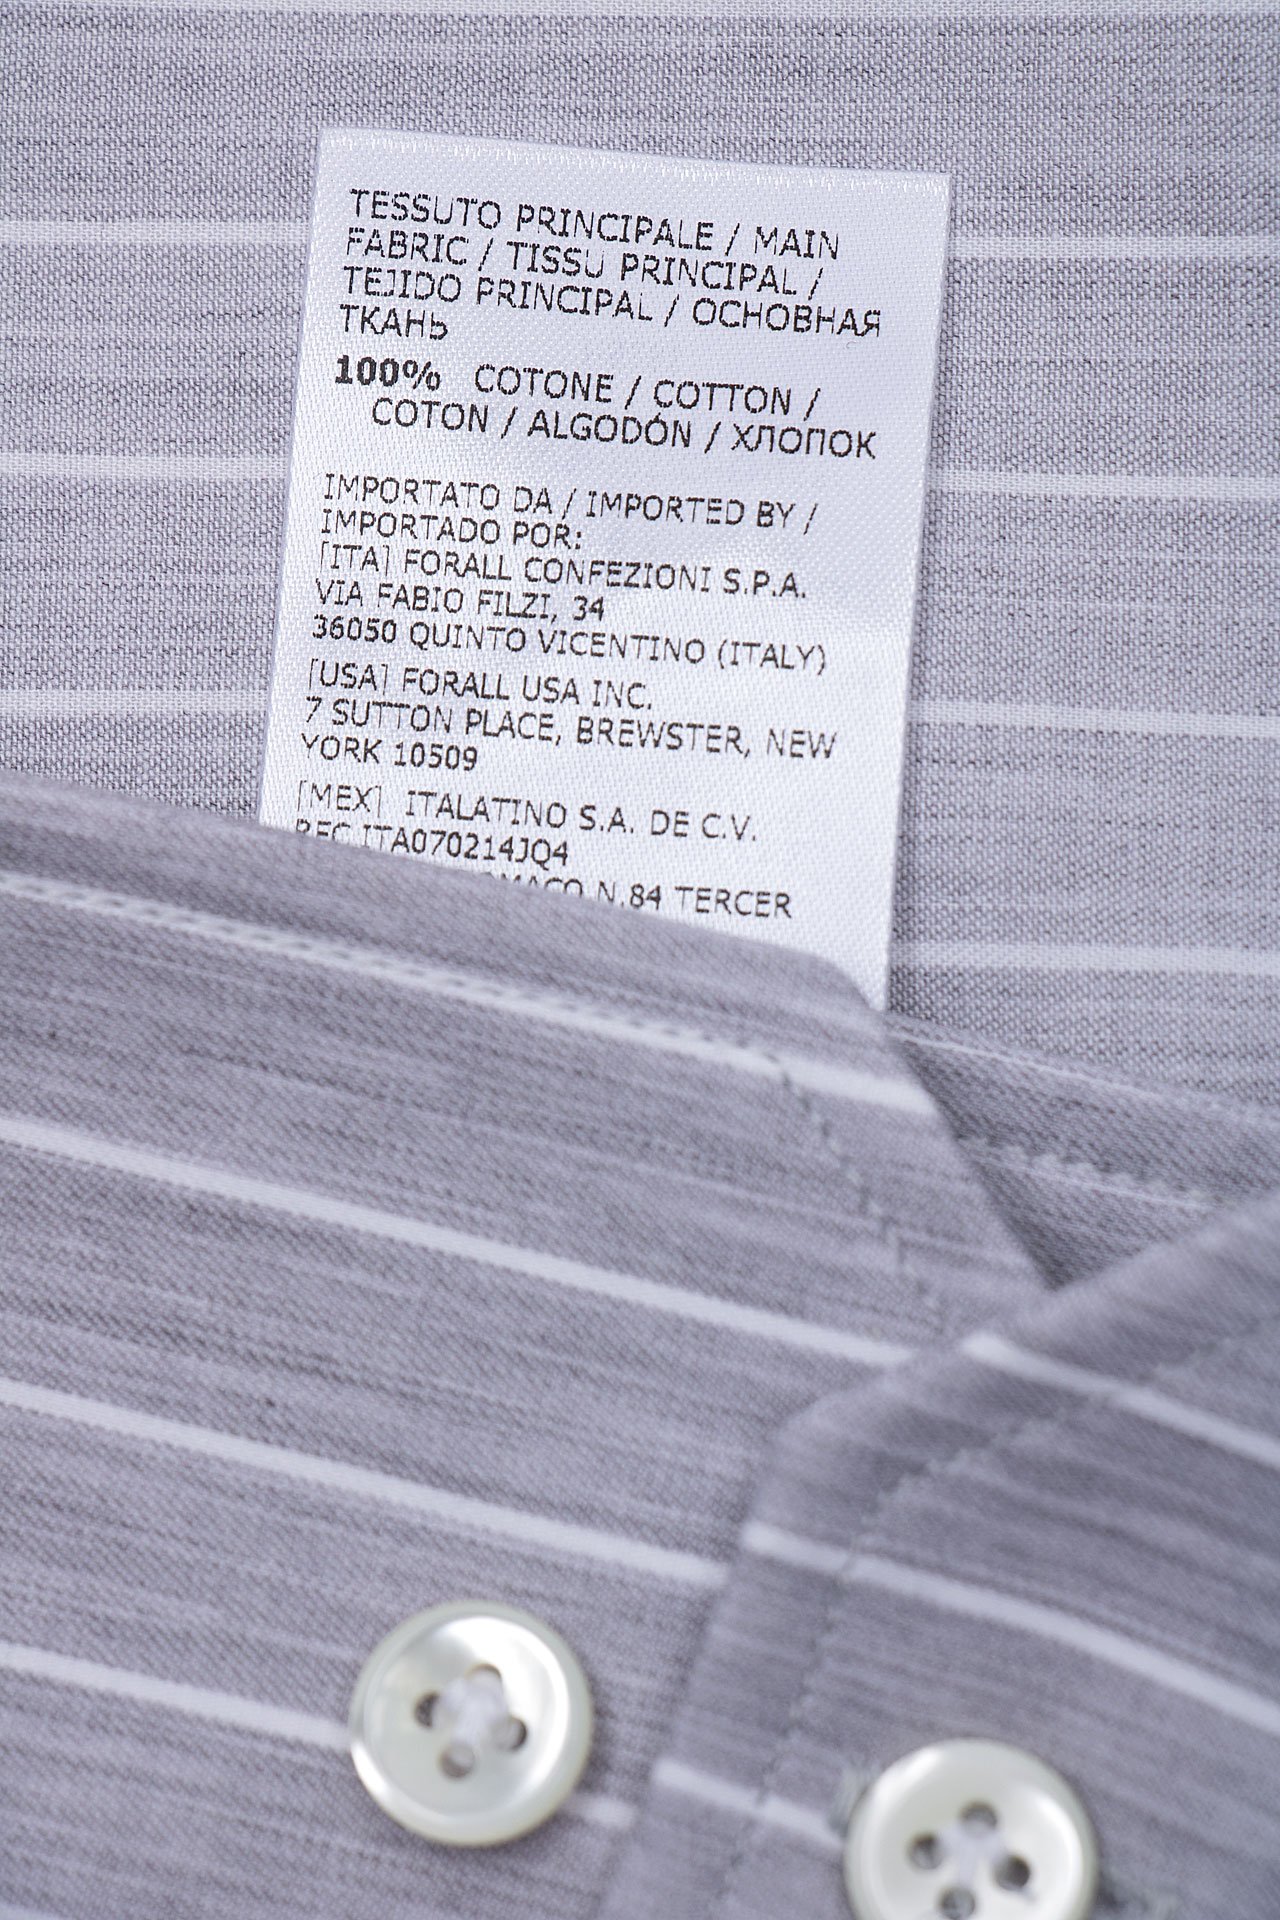 TESSUTO PRINCIPALE / MAIN
FABRIC / TISSU PRINCIPAL /
TEJIDO PRINCIPAL / ОСНОВНАЯ
ТКАНЬ
100% COTONE / COTTON /
COTON / ALGODÓN / ХЛОПОК
IMPORTATO DA / IMPORTED BY /
IMPORTADO POR:
[ITA] FORALL CONFEZIONI S.P.A.
VIA FABIO FILZI, 34
36050 QUINTO VICENTINO (ITALY)
[USA] FORALL USA INC.
7 SUTTON PLACE, BREWSTER, NEW
YORK 10509
[MEX] ITALATINO S.A. DE C.V.
RFC ITA070214JQ4
N.84 TERCER